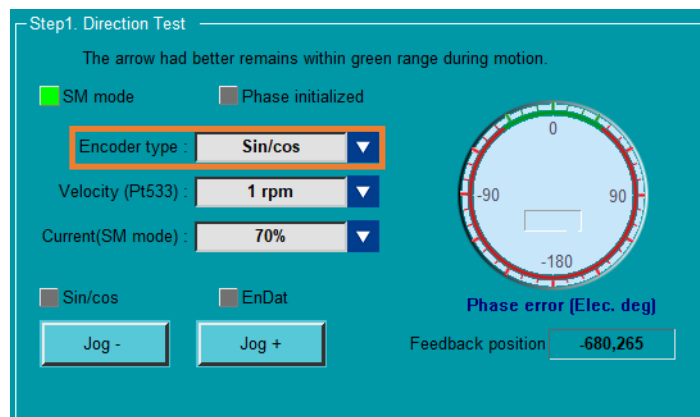 Step1. Direction Test
The arrow had better remains within green range during motion.
SM mode
Phase initialized
Encoder type :
Sin/cos
Velocity (Pt533) :
1 rpm
Current(SM mode) :
70%
Sin/cos
EnDat
Jog -
Jog +
0
-90
90
-180
Phase error (Elec. deg)
Feedback position
-680,265